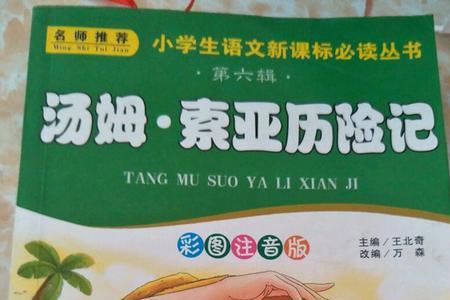 名师推荐
Ming Shi Tui Jian
小学生语文新课标必读丛书
·第六辑·
汤姆·索亚历险记
TANG MU SUO YA LI XIAN JI
彩图注音版
主编/王北奇
改编/万 森